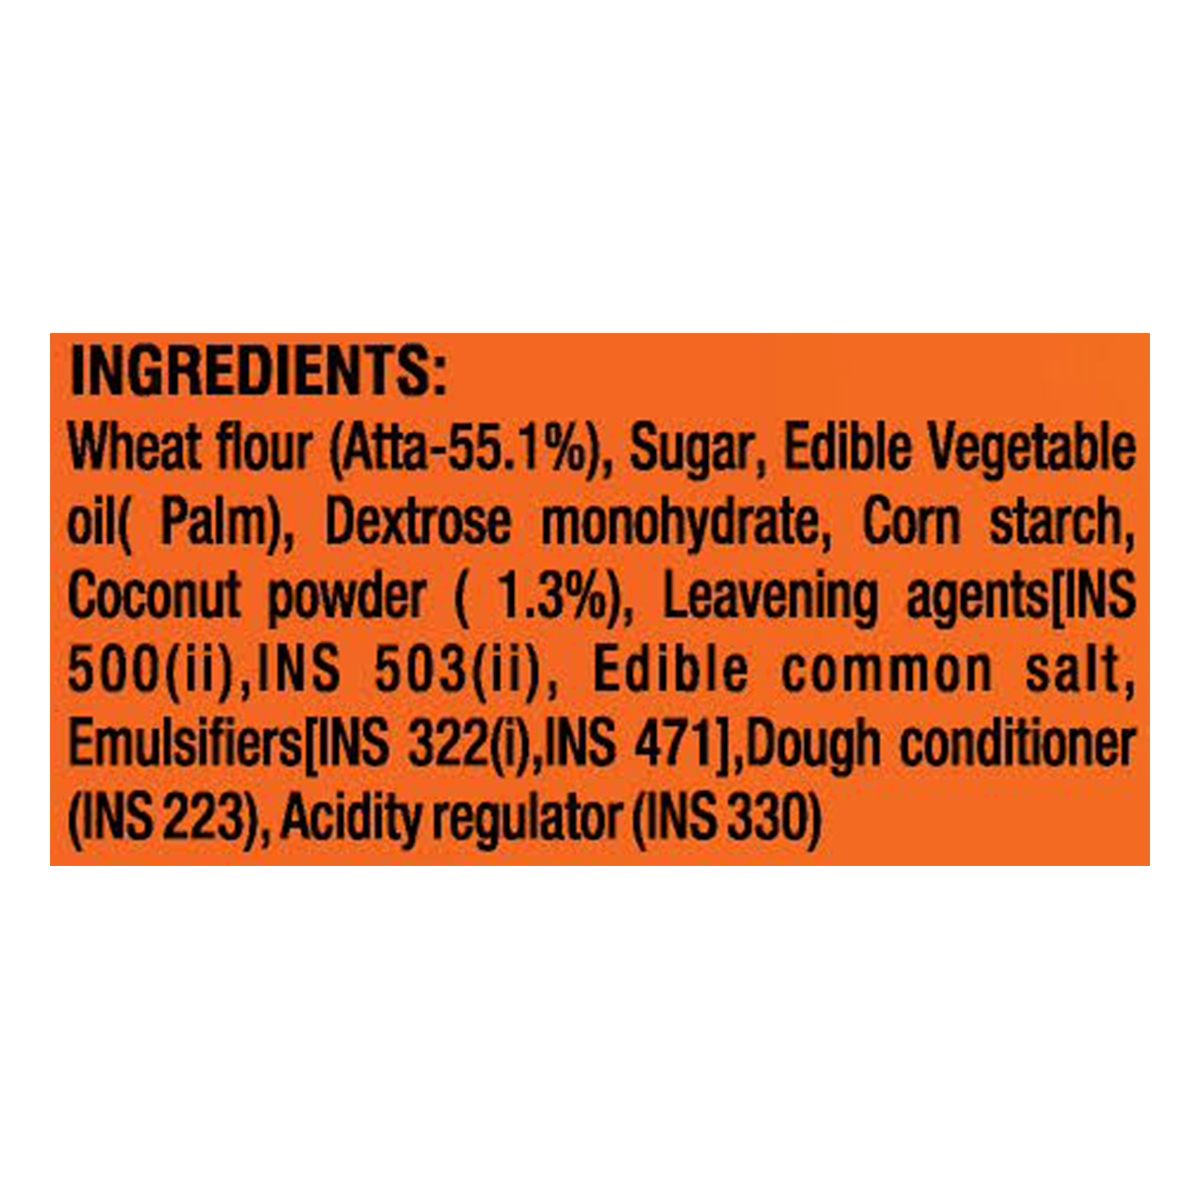 INGREDIENTS:
Wheat flour (Atta-55.1%), Sugar, Edible Vegetable
oil( Palm), Dextrose monohydrate, Corn starch,
Coconut powder ( 1.3%), Leavening agents[INS
500(ii),INS 503(ii), Edible common salt,
Emulsifiers[INS 322(i),INS 471],Dough conditioner
(INS 223), Acidity regulator (INS 330)